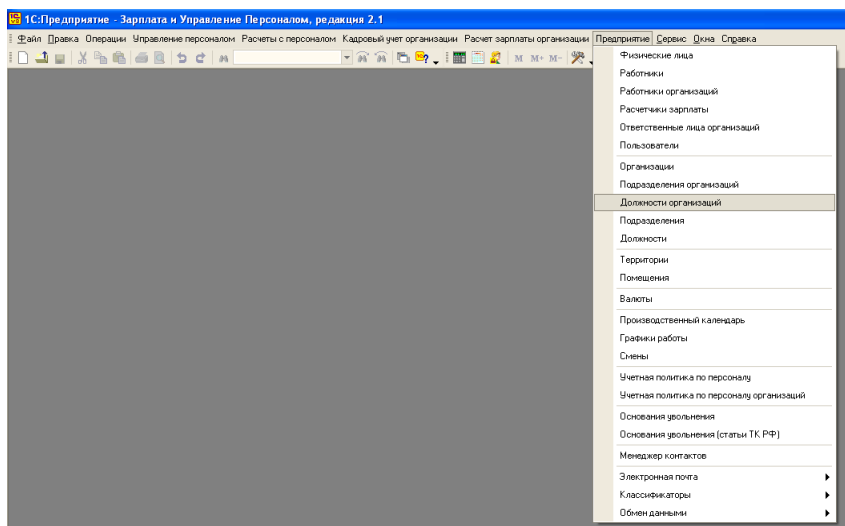 1С:Предприятие - Зарплата и Управление Персоналом, редакция 2.1
Файл Правка Операции Управление персоналом Расчеты с персоналом Кадровый учет организации Расчет зарплаты организации Предприятие Сервис Окна Справка
M M+ M-
Физические лица
Работники
Работники организаций
Расчетчики зарплаты
Ответственные лица организаций
Пользователи
Организации
Подразделения организаций
Должности организаций
Подразделения
Должности
Территории
Помещения
Валюты
Производственный календарь
Графики работы
Смены
Учетная политика по персоналу
Учетная политика по персоналу организаций
Основания увольнения
Основания увольнения (статьи ТК РФ)
Менеджер контактов
Электронная почта
Классификаторы
Обмен данными